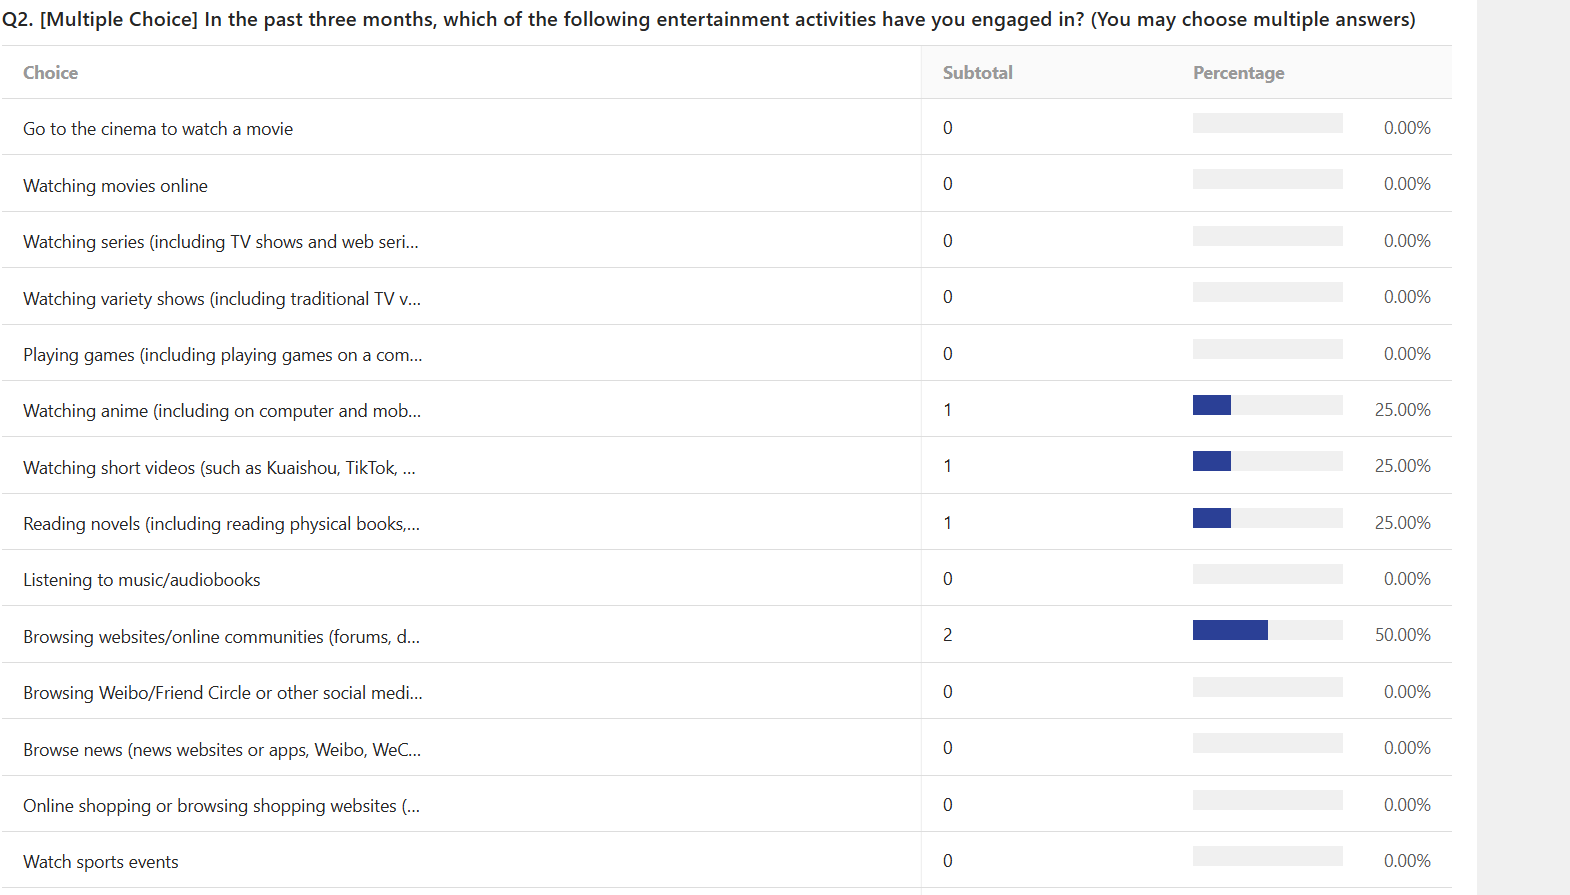 Q2. [Multiple Choice] In the past three months, which of the following entertainment activities have you engaged in? (You may choose multiple answers)
Choice Subtotal Percentage
Go to the cinema to watch a movie 0 0.00%
Watching movies online 0 0.00%
Watching series (including TV shows and web seri... 0 0.00%
Watching variety shows (including traditional TV v... 0 0.00%
Playing games (including playing games on a com... 0 0.00%
Watching anime (including on computer and mob... 1 25.00%
Watching short videos (such as Kuaishou, TikTok, ... 1 25.00%
Reading novels (including reading physical books,... 1 25.00%
Listening to music/audiobooks 0 0.00%
Browsing websites/online communities (forums, d... 2 50.00%
Browsing Weibo/Friend Circle or other social medi... 0 0.00%
Browse news (news websites or apps, Weibo, WeC... 0 0.00%
Online shopping or browsing shopping websites (... 0 0.00%
Watch sports events 0 0.00%